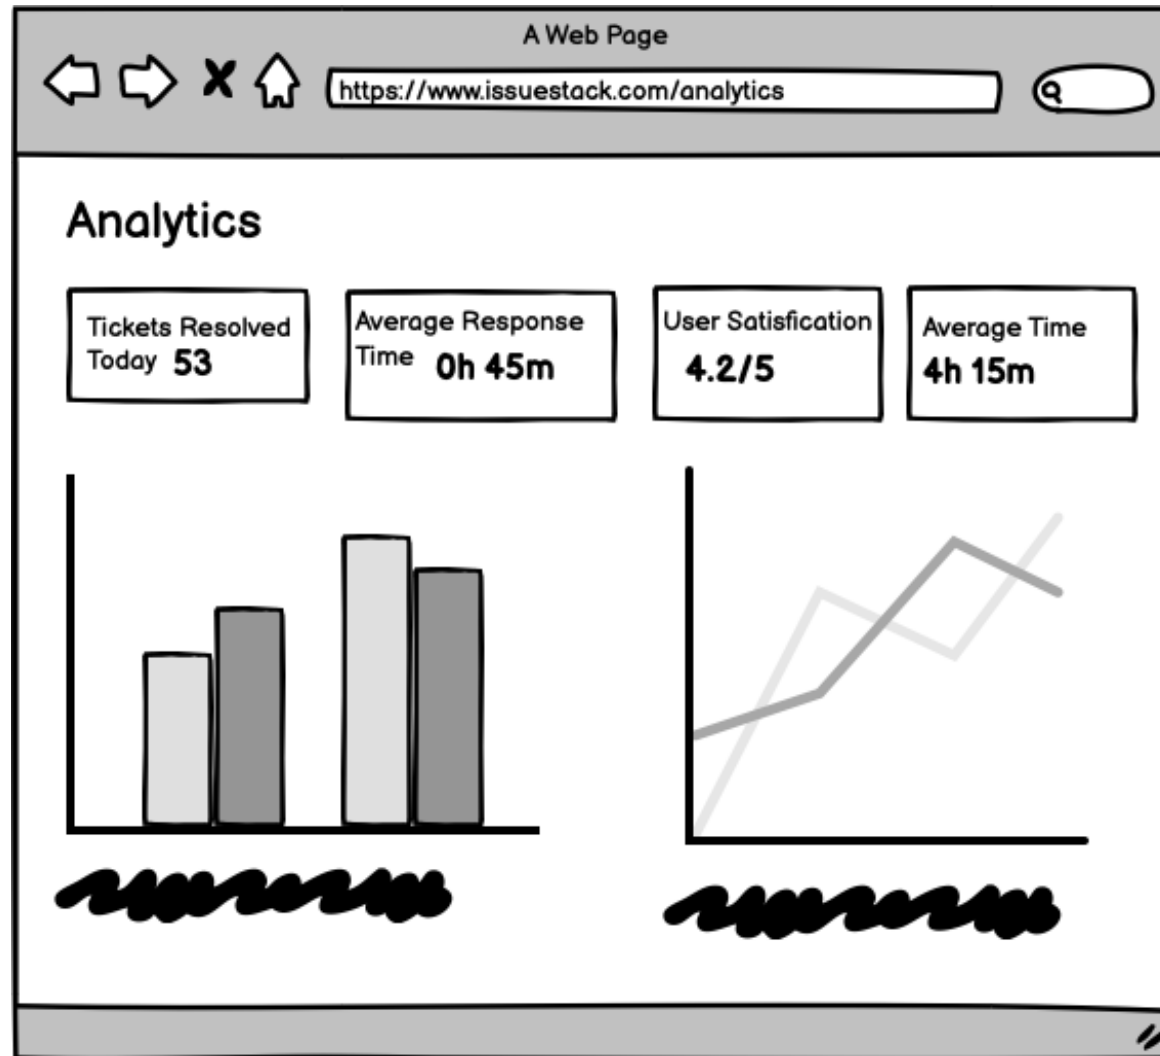 A Web Page
https://www.issuestack.com/analytics
Analytics
Tickets Resolved
Today 53
Average Response
Time 0h 45m
User Satisfication
4.2/5
Average Time
4h 15m